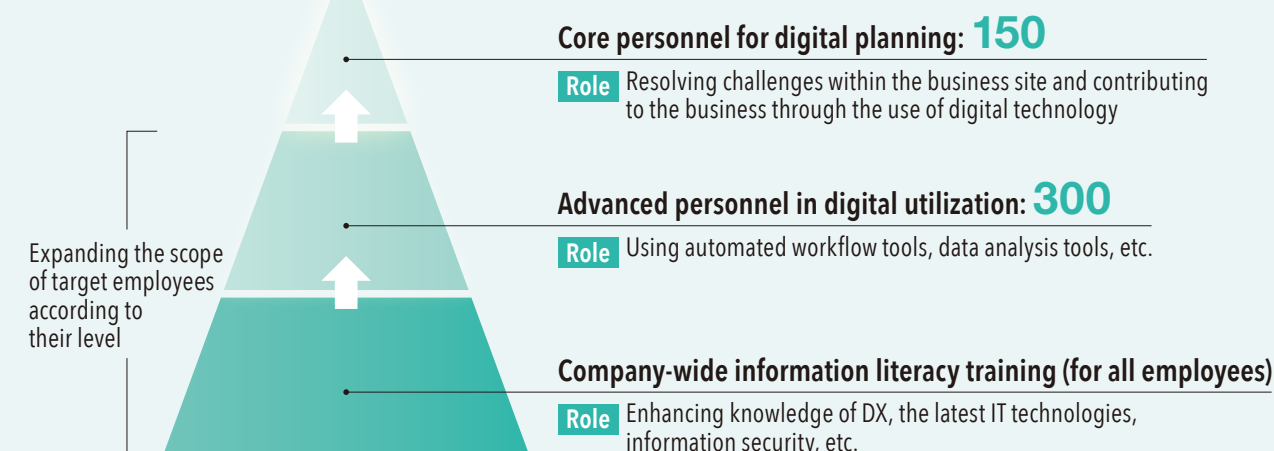 Core personnel for digital planning: 150
Role Resolving challenges within the business site and contributing
to the business through the use of digital technology
Advanced personnel in digital utilization: 300
Role Using automated workflow tools, data analysis tools, etc.
Expanding the scope
of target employees
according to
their level
Company-wide information literacy training (for all employees)
Role Enhancing knowledge of DX, the latest IT technologies,
information security, etc.